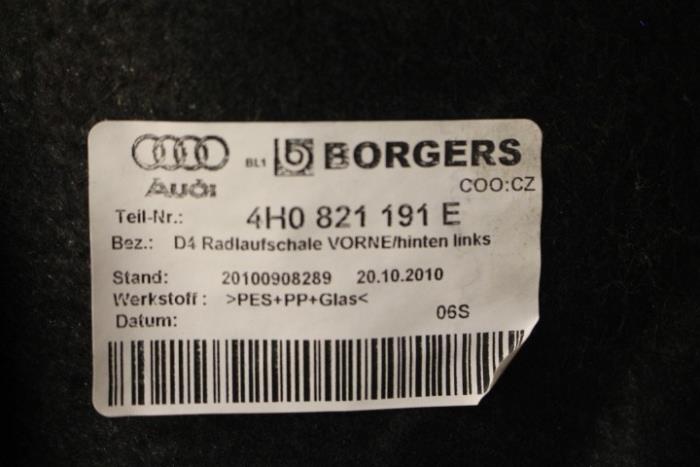 BL1 BORGERS
Audi
COO:CZ
Teil-Nr.: 4H0 821 191 E
Bez.: D4 Radlaufschale VORNE/hinten links
Stand: 20100908289 20.10.2010
Werkstoff: >PES+PP+Glas<
Datum: 06S